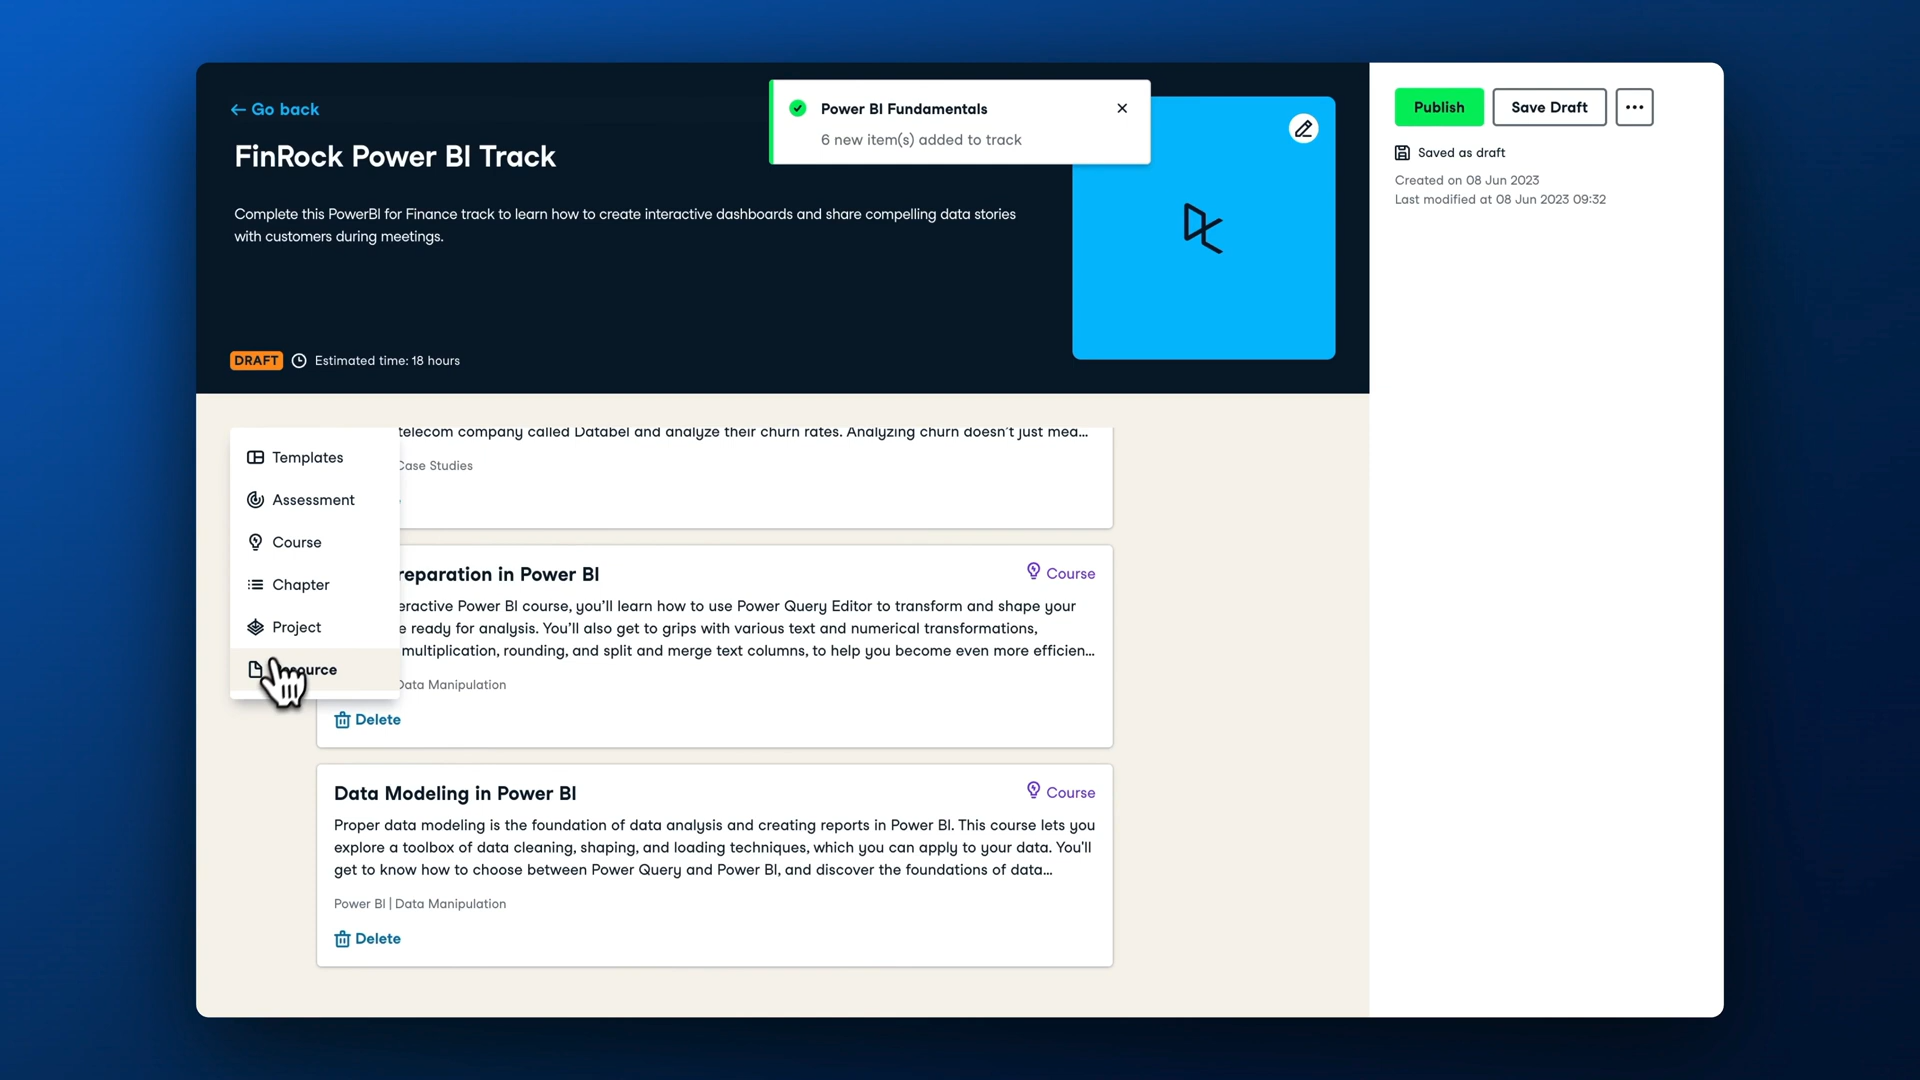 ← Go back
FinRock Power BI Track
Complete this PowerBI for Finance track to learn how to create interactive dashboards and share compelling data stories
with customers during meetings.
DRAFT Estimated time: 18 hours
Power BI Fundamentals
6 new item(s) added to track
Publish Save Draft
Saved as draft
Created on 08 Jun 2023
Last modified at 08 Jun 2023 09:32
Templates
Assessment
Course
Chapter
Project
telecom company called Databel and analyze their churn rates. Analyzing churn doesn't just mea...
Case Studies
reparation in Power BI Course
eractive Power BI course, you'll learn how to use Power Query Editor to transform and shape your
e ready for analysis. You'll also get to grips with various text and numerical transformations,
multiplication, rounding, and split and merge text columns, to help you become even more efficien...
Data Manipulation
Delete
Data Modeling in Power BI Course
Proper data modeling is the foundation of data analysis and creating reports in Power BI. This course lets you
explore a toolbox of data cleaning, shaping, and loading techniques, which you can apply to your data. You'll
get to know how to choose between Power Query and Power BI, and discover the foundations of data...
Power BI | Data Manipulation
Delete